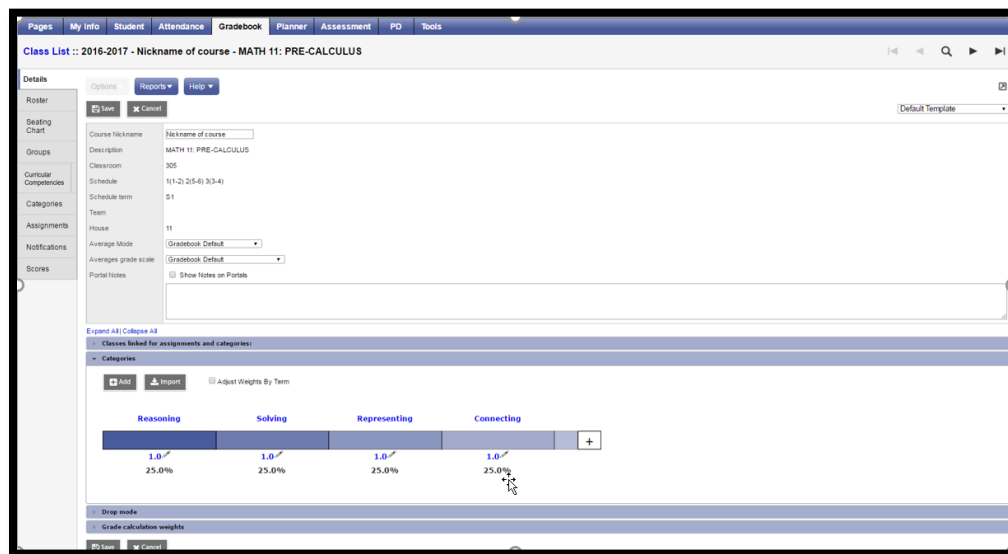 Pages My Info Student Attendance Gradebook Planner Assessment PD Tools
Class List :: 2016-2017 - Nickname of course - MATH 11: PRE-CALCULUS
Details
Roster
Seating
Chart
Groups
Curricular
Competencies
Categories
Assignments
Notifications
Scores
Options Reports Help
Save Cancel
Default Template
Course Nickname Nickname of course
Description MATH 11: PRE-CALCULUS
Classroom 305
Schedule 1(1-2) 2(5-6) 3(3-4)
Schedule term S1
Team
House 11
Average Mode Gradebook Default
Averages grade scale Gradebook Default
Portal Notes Show Notes on Portals
Expand All | Collapse All
Classes linked for assignments and categories:
Categories
Add Import Adjust Weights By Term
Reasoning Solving Representing Connecting
+
1.0 1.0 1.0 1.0
25.0% 25.0% 25.0% 25.0%
Drop mode
Grade calculation weights
Save Cancel